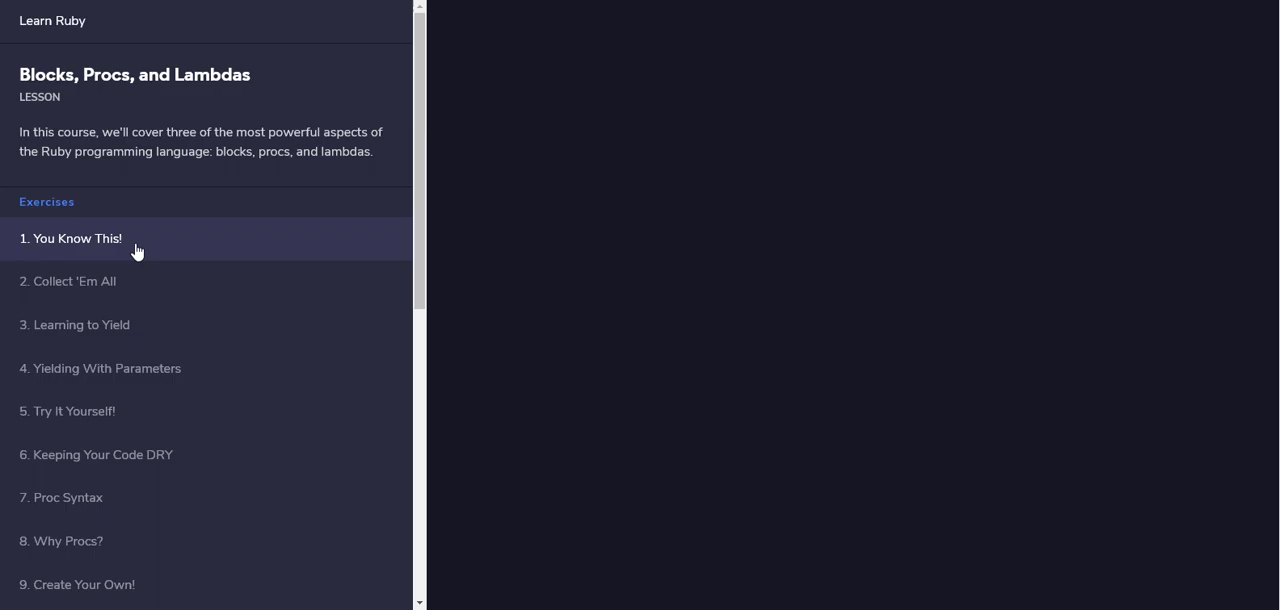 Learn Ruby
Blocks, Procs, and Lambdas
LESSON
In this course, we'll cover three of the most powerful aspects of
the Ruby programming language: blocks, procs, and lambdas.
Exercises
1. You Know This!
2. Collect 'Em All
3. Learning to Yield
4. Yielding With Parameters
5. Try It Yourself!
6. Keeping Your Code DRY
7. Proc Syntax
8. Why Procs?
9. Create Your Own!